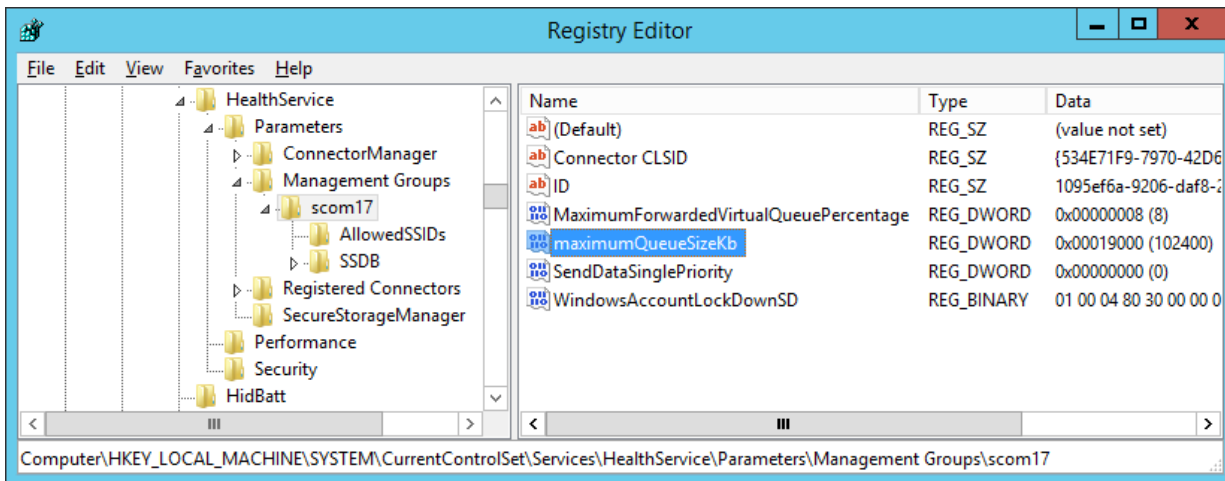 Registry Editor
File Edit View Favorites Help
HealthService
Parameters
ConnectorManager
Management Groups
scom17
AllowedSSIDs
SSDB
Registered Connectors
SecureStorageManager
Performance
Security
HidBatt
Name Type Data
(Default) REG_SZ (value not set)
Connector CLSID REG_SZ {534E71F9-7970-42D6
ID REG_SZ 1095ef6a-9206-daf8-2
MaximumForwardedVirtualQueuePercentage REG_DWORD 0x00000008 (8)
maximumQueueSizeKb REG_DWORD 0x00019000 (102400)
SendDataSinglePriority REG_DWORD 0x00000000 (0)
WindowsAccountLockDownSD REG_BINARY 01 00 04 80 30 00 00 0
Computer\HKEY_LOCAL_MACHINE\SYSTEM\CurrentControlSet\Services\HealthService\Parameters\Management Groups\scom17